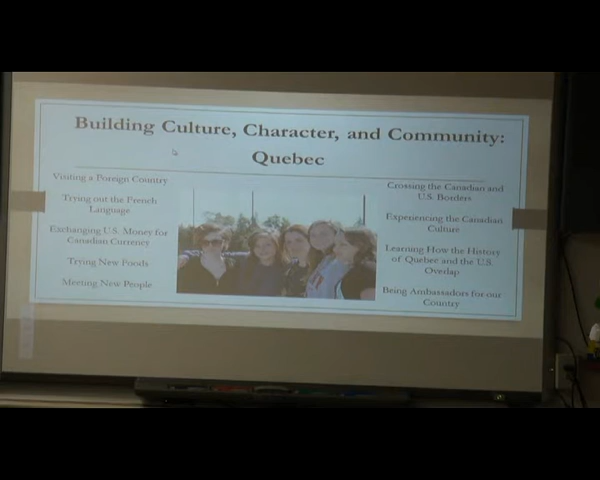 Building Culture, Character, and Community:
Quebec
Visiting a Foreign Country
Trying out the French
Language
Exchanging U.S. Money for
Canadian Currency
Trying New Foods
Meeting New People
Crossing the Canadian and
U.S. Borders
Experiencing the Canadian
Culture
Learning How the History
of Quebec and the U.S.
Overlap
Being Ambassadors for our
Country